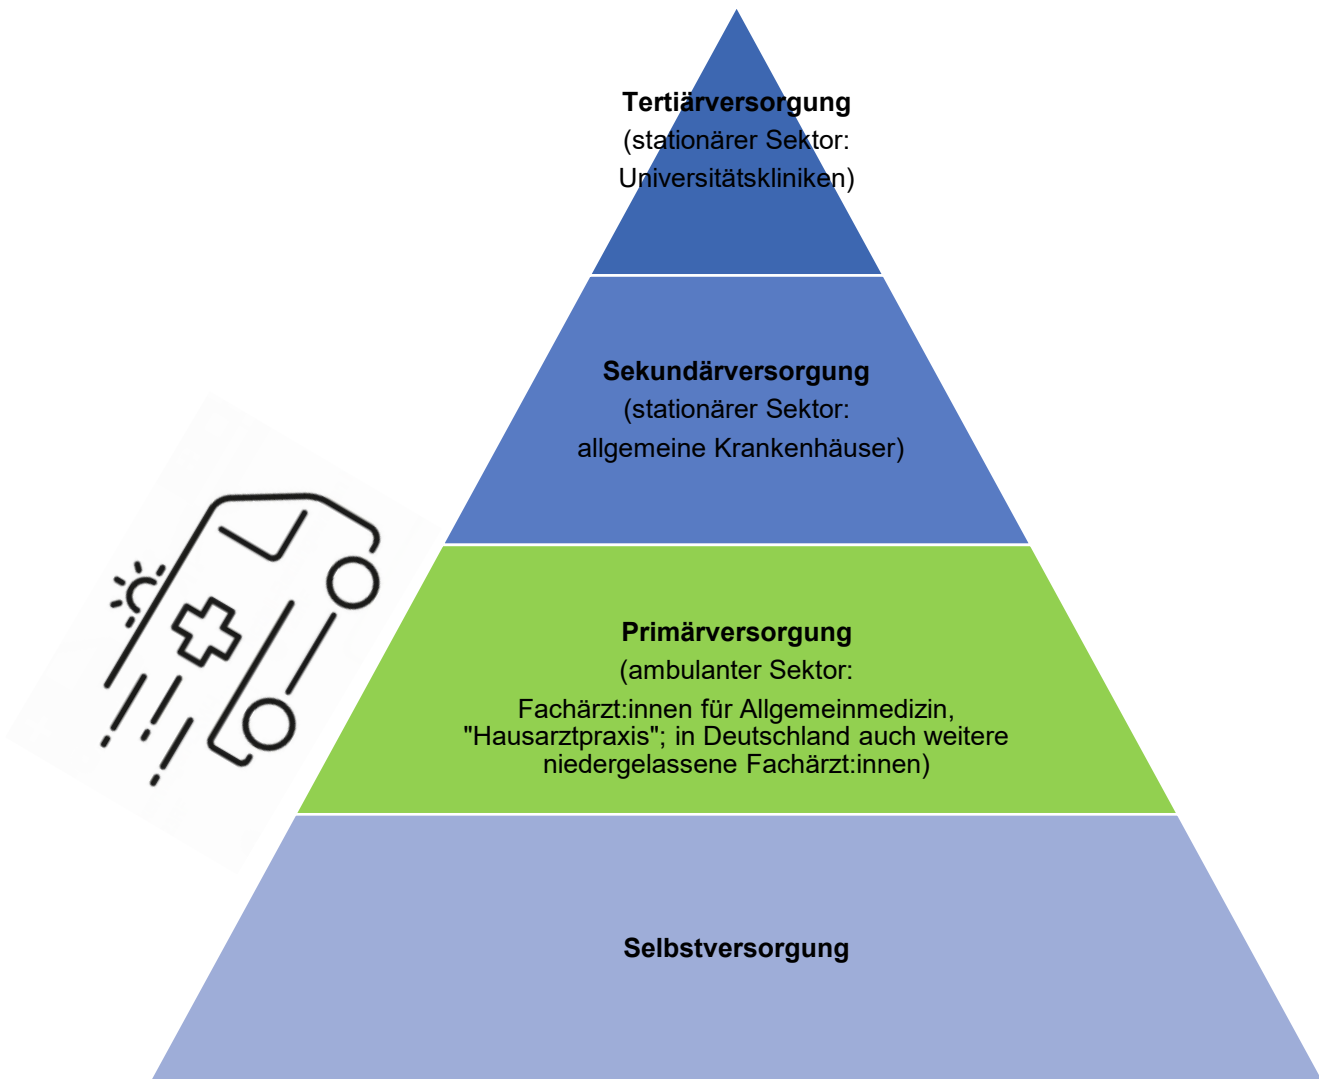 Tertiärversorgung
(stationärer Sektor:
Universitätskliniken)
Sekundärversorgung
(stationärer Sektor:
allgemeine Krankenhäuser)
Primärversorgung
(ambulanter Sektor:
Fachärzt:innen für Allgemeinmedizin,
"Hausarztpraxis"; in Deutschland auch weitere
niedergelassene Fachärzt:innen)
Selbstversorgung